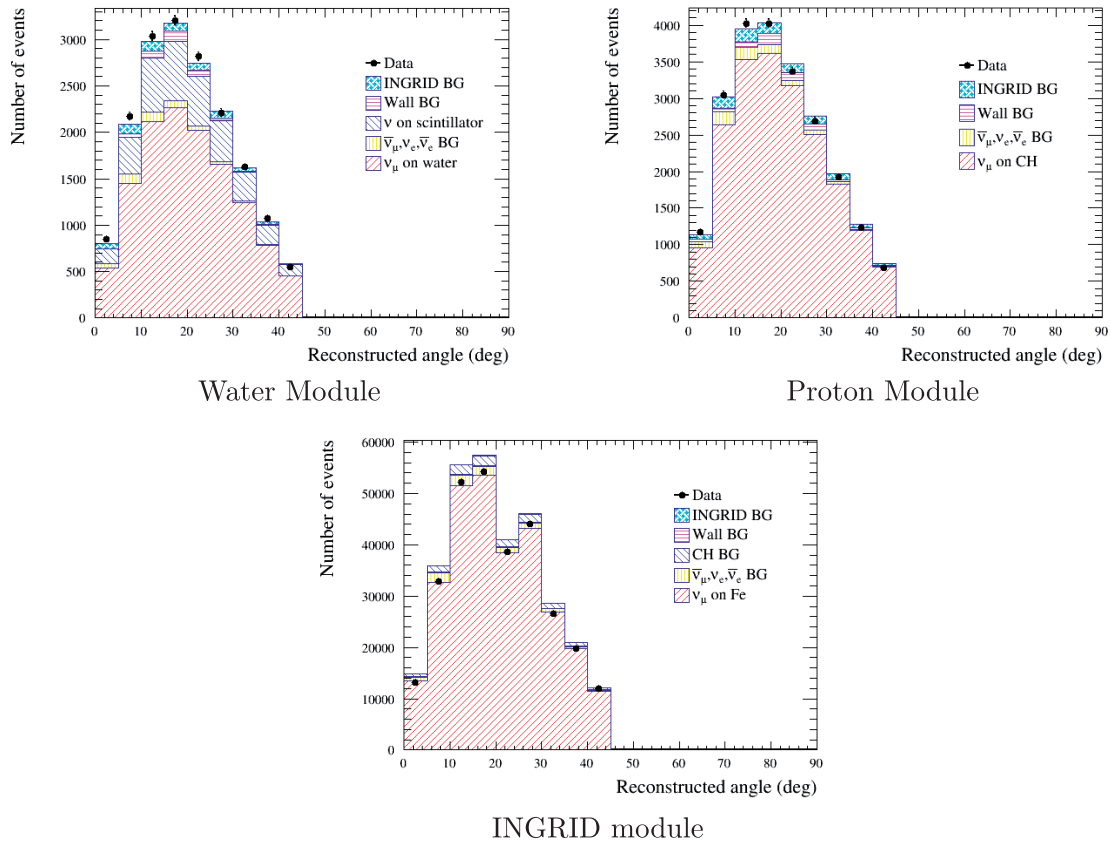 Number of events
3000
2500
2000
1500
1000
500
0
0 10 20 30 40 50 60 70 80 90
Reconstructed angle (deg)
Data
INGRID BG
Wall BG
ν on scintillator
ν̅μ,νe,ν̅e BG
νμ on water
Water Module
Number of events
4000
3500
3000
2500
2000
1500
1000
500
0
0 10 20 30 40 50 60 70 80 90
Reconstructed angle (deg)
Data
INGRID BG
Wall BG
ν̅μ,νe,ν̅e BG
νμ on CH
Proton Module
Number of events
60000
50000
40000
30000
20000
10000
0
0 10 20 30 40 50 60 70 80 90
Reconstructed angle (deg)
Data
INGRID BG
Wall BG
CH BG
ν̅μ,νe,ν̅e BG
νμ on Fe
INGRID module